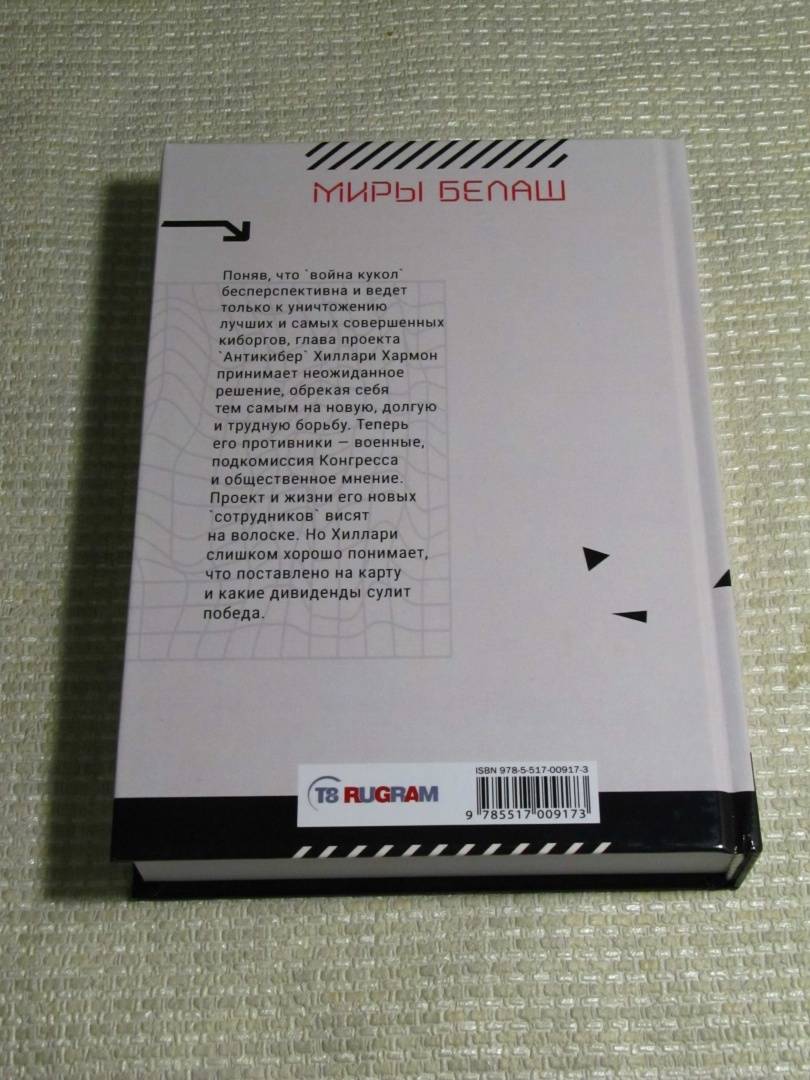 МИРЫ БЕЛАШ
Поняв, что `война кукол`
бесперспективна и ведет
только к уничтожению
лучших и самых совершенных
киборгов, глава проекта
`Антикибер` Хиллари Хармон
принимает неожиданное
решение, обрекая себя
тем самым на новую, долгую
и трудную борьбу. Теперь
его противники — военные,
подкомиссия Конгресса
и общественное мнение.
Проект и жизни его новых
`сотрудников` висят
на волоске. Но Хиллари
слишком хорошо понимает,
что поставлено на карту
и какие дивиденды сулит
победа.
T8 RUGRAM
ISBN 978-5-517-00917-3
9 785517 009173